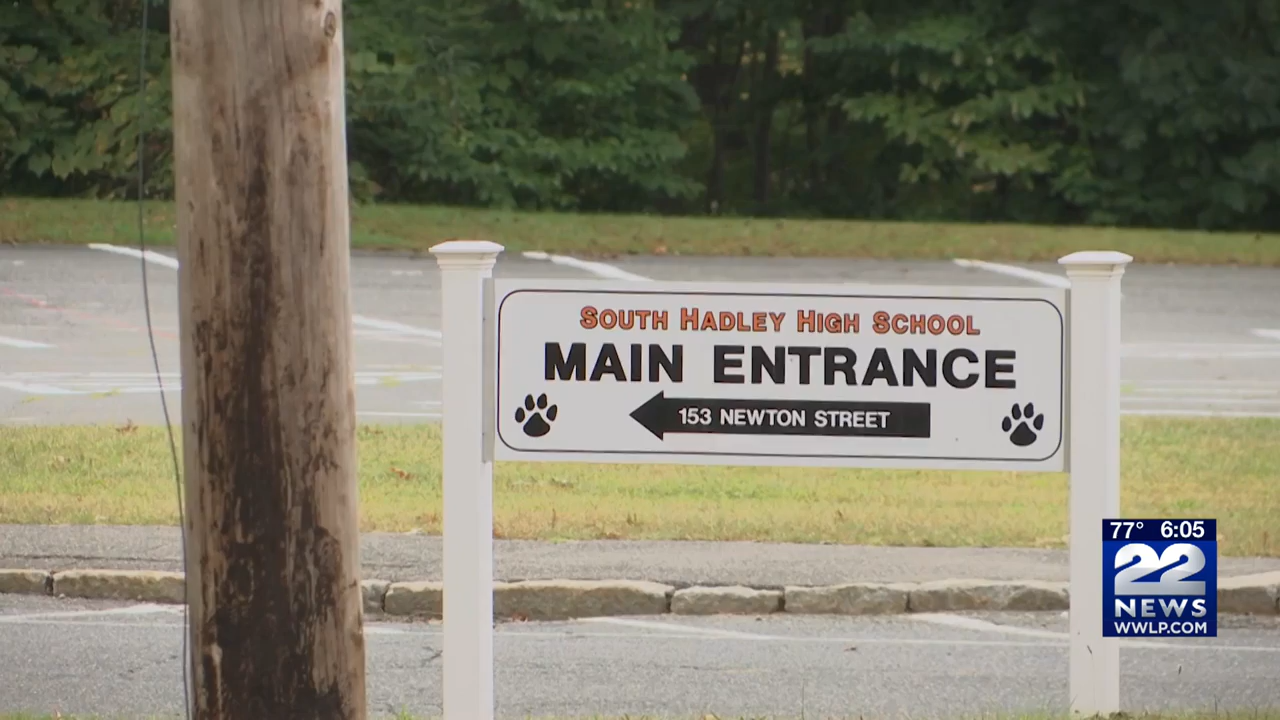 SOUTH HADLEY HIGH SCHOOL
MAIN ENTRANCE
153 NEWTON STREET
77° 6:05
22
NEWS
WWLP.COM